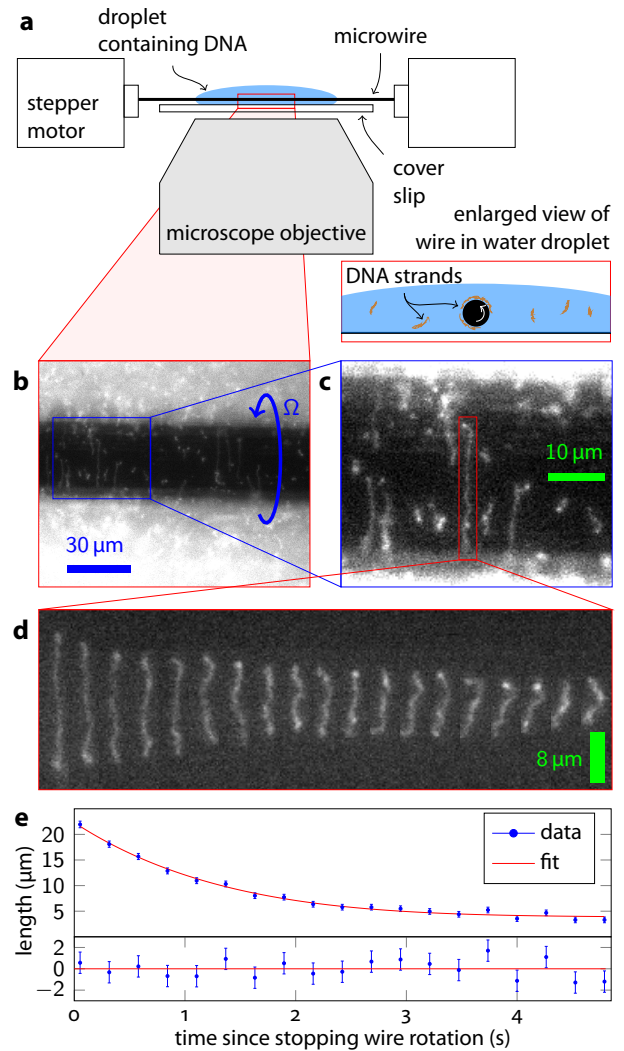 a
droplet
containing DNA
microwire
stepper
motor
cover
slip
microscope objective
enlarged view of
wire in water droplet
DNA strands
b
Ω
30 µm
c
10 µm
d
8 µm
e
data
fit
length (µm)
20
15
10
5
2
0
−2
0 1 2 3 4
time since stopping wire rotation (s)